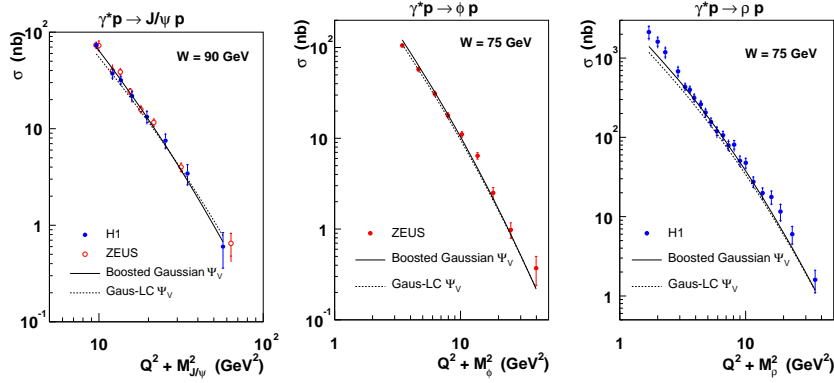 γ*p → J/ψ p
σ (nb)
W = 90 GeV
10²
10
1
10⁻¹
H1
ZEUS
Boosted Gaussian Ψ_V
Gaus-LC Ψ_V
10
10²
Q² + M²_J/ψ (GeV²)
γ*p → φ p
σ (nb)
W = 75 GeV
10²
10
1
10⁻¹
ZEUS
Boosted Gaussian Ψ_V
Gaus-LC Ψ_V
1
10
Q² + M²_φ (GeV²)
γ*p → ρ p
σ (nb)
W = 75 GeV
10³
10²
10
1
H1
Boosted Gaussian Ψ_V
Gaus-LC Ψ_V
1
10
Q² + M²_ρ (GeV²)